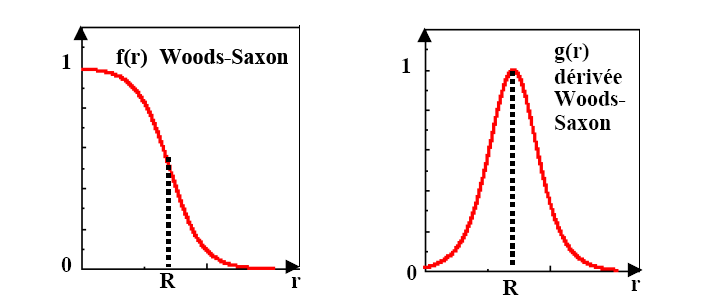 f(r) Woods-Saxon
1
0
R
r
g(r)
dérivée
Woods-
Saxon
1
0
R
r